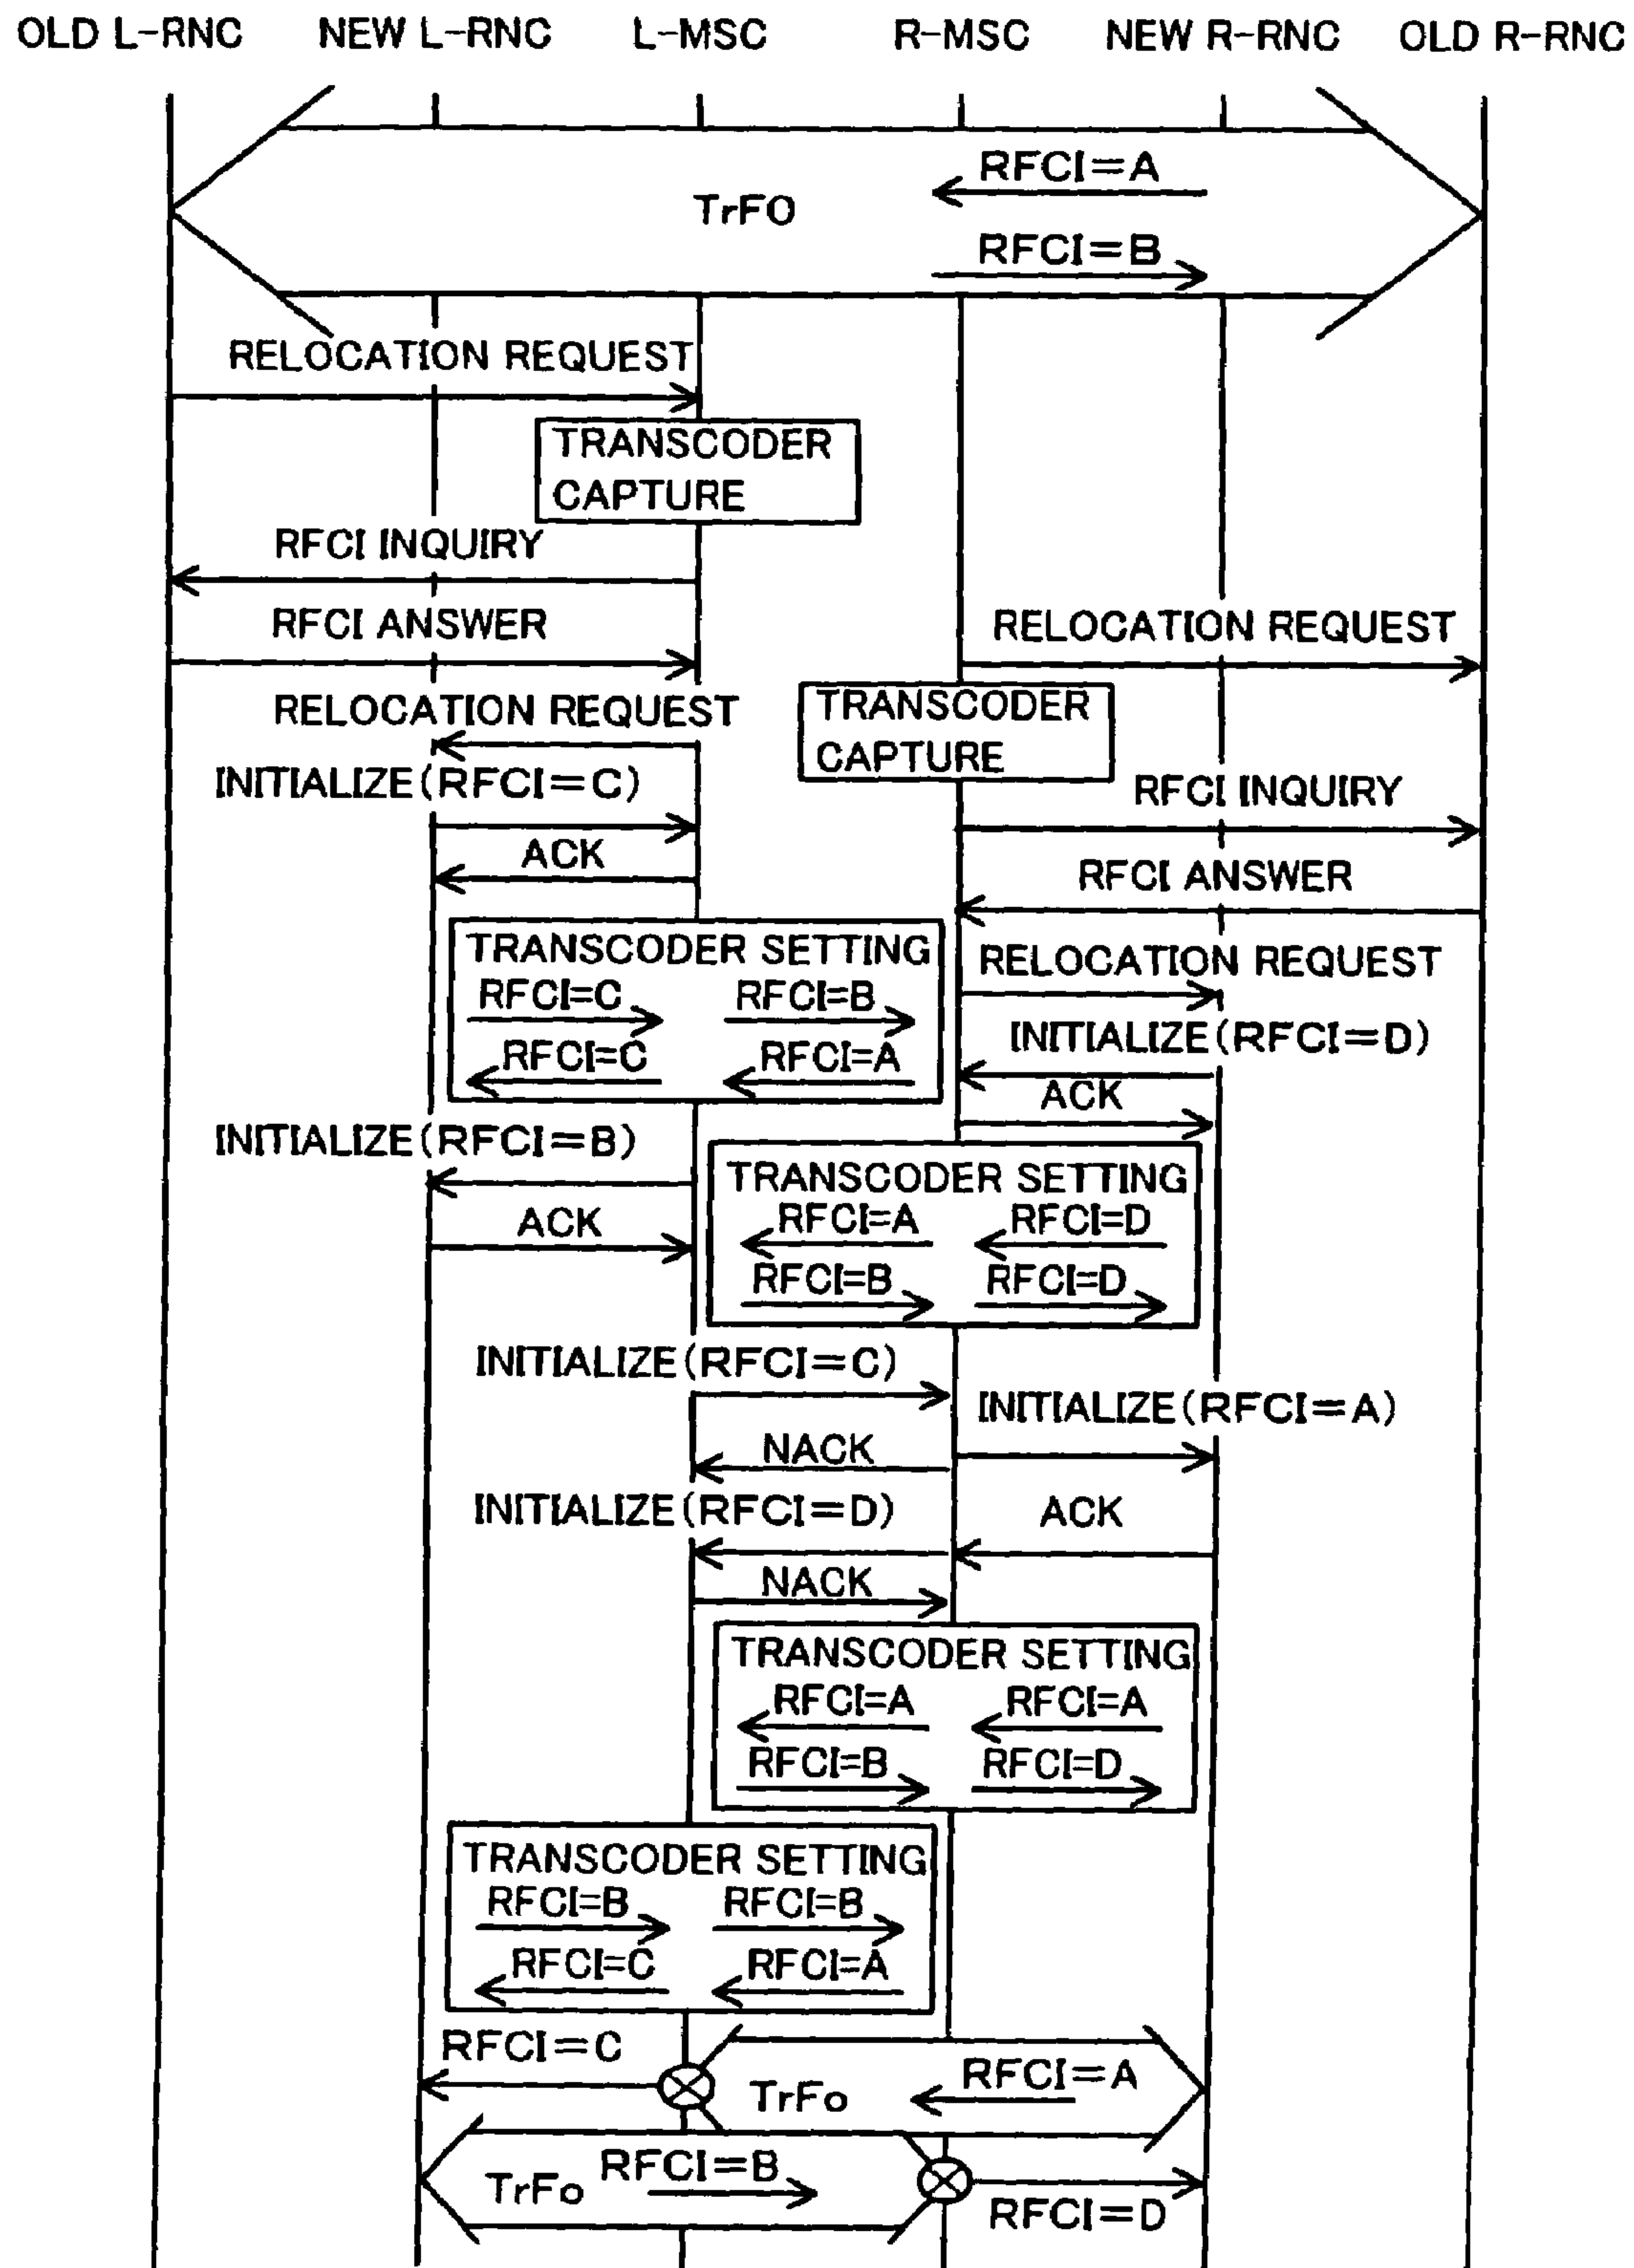 OLD L-RNC NEW L-RNC L-MSC R-MSC NEW R-RNC OLD R-RNC
RFCI=A
TrFO
RFCI=B
RELOCATION REQUEST
TRANSCODER
CAPTURE
RFCI INQUIRY
RFCI ANSWER
RELOCATION REQUEST
RELOCATION REQUEST
TRANSCODER
CAPTURE
INITIALIZE(RFCI=C)
RFCI INQUIRY
ACK
RFCI ANSWER
TRANSCODER SETTING
RFCI=C RFCI=B
RFCI=C RFCI=A
RELOCATION REQUEST
INITIALIZE(RFCI=D)
ACK
INITIALIZE(RFCI=B)
ACK
TRANSCODER SETTING
RFCI=A RFCI=D
RFCI=B RFCI=D
INITIALIZE(RFCI=C)
INITIALIZE(RFCI=A)
NACK
INITIALIZE(RFCI=D)
ACK
NACK
TRANSCODER SETTING
RFCI=A RFCI=A
RFCI=B RFCI=D
TRANSCODER SETTING
RFCI=B RFCI=B
RFCI=C RFCI=A
RFCI=C
TrFo
RFCI=A
TrFo
RFCI=B
RFCI=D